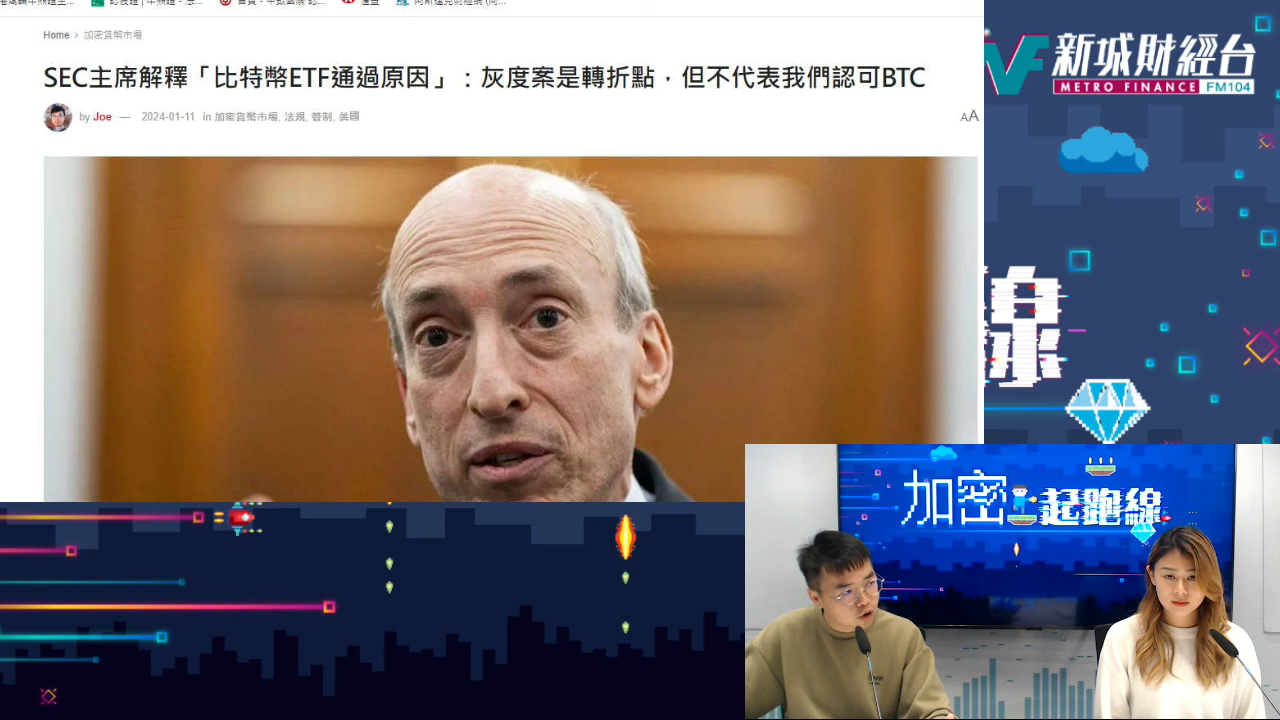 Home › 加密貨幣市場
SEC主席解釋「比特幣ETF通過原因」：灰度案是轉折點，但不代表我們認可BTC
by Joe — 2024-01-11 in 加密貨幣市場, 法規, 管制, 美國
AA
新城財經台
METRO FINANCE FM104
線
加密
起跑線